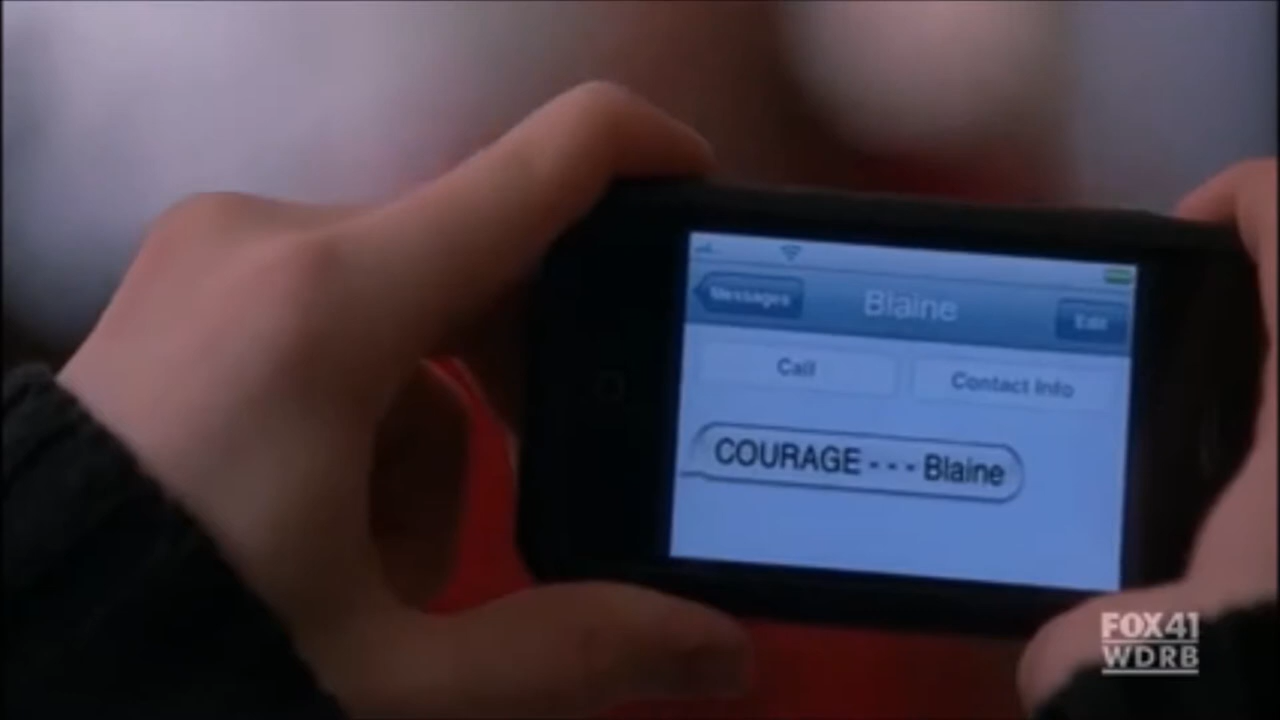 Messages
Blaine
Edit
Call
Contact Info
COURAGE - - - Blaine
FOX41
WDRB